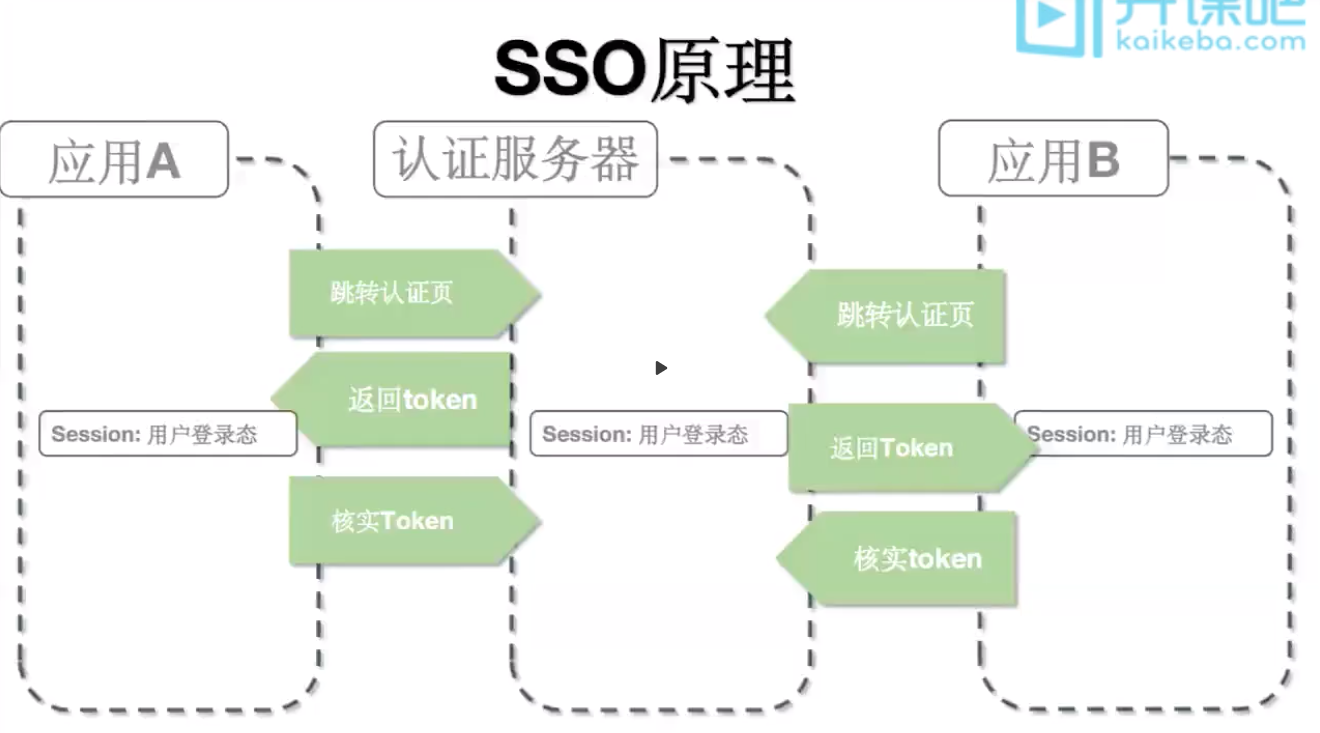 开课吧
kaikeba.com
SSO原理
应用A
认证服务器
应用B
跳转认证页
跳转认证页
返回token
Session: 用户登录态
Session: 用户登录态
返回Token
Session: 用户登录态
核实Token
核实token